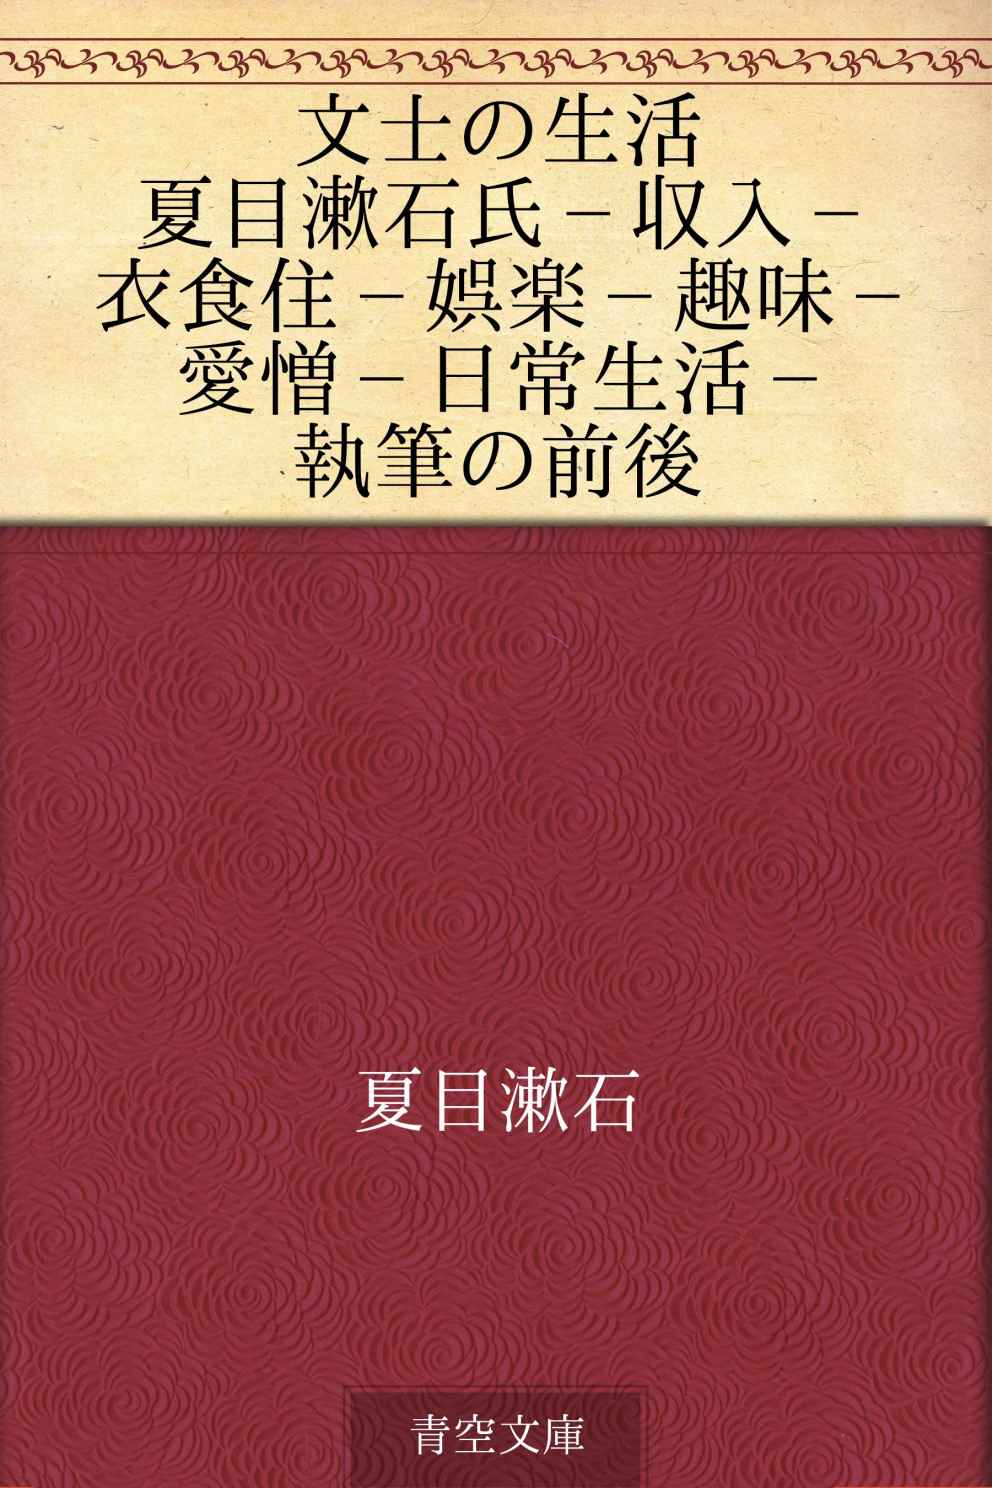 文士の生活
夏目漱石氏－収入－
衣食住－娯楽－趣味－
愛憎－日常生活－
執筆の前後
夏目漱石
青空文庫